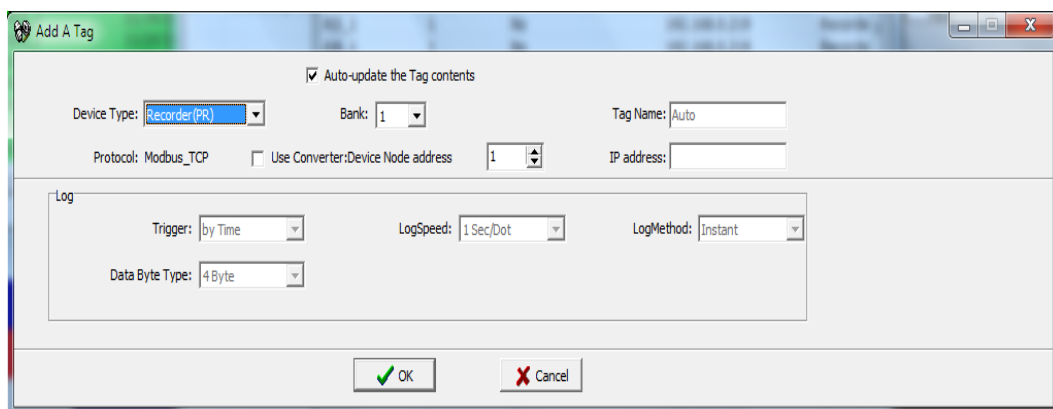 Add A Tag
Auto-update the Tag contents
Device Type: Recorder(PR) Bank: 1 Tag Name: Auto
Protocol: Modbus_TCP Use Converter:Device Node address 1 IP address:
Log
Trigger: by Time LogSpeed: 1 Sec/Dot LogMethod: Instant
Data Byte Type: 4 Byte
OK Cancel